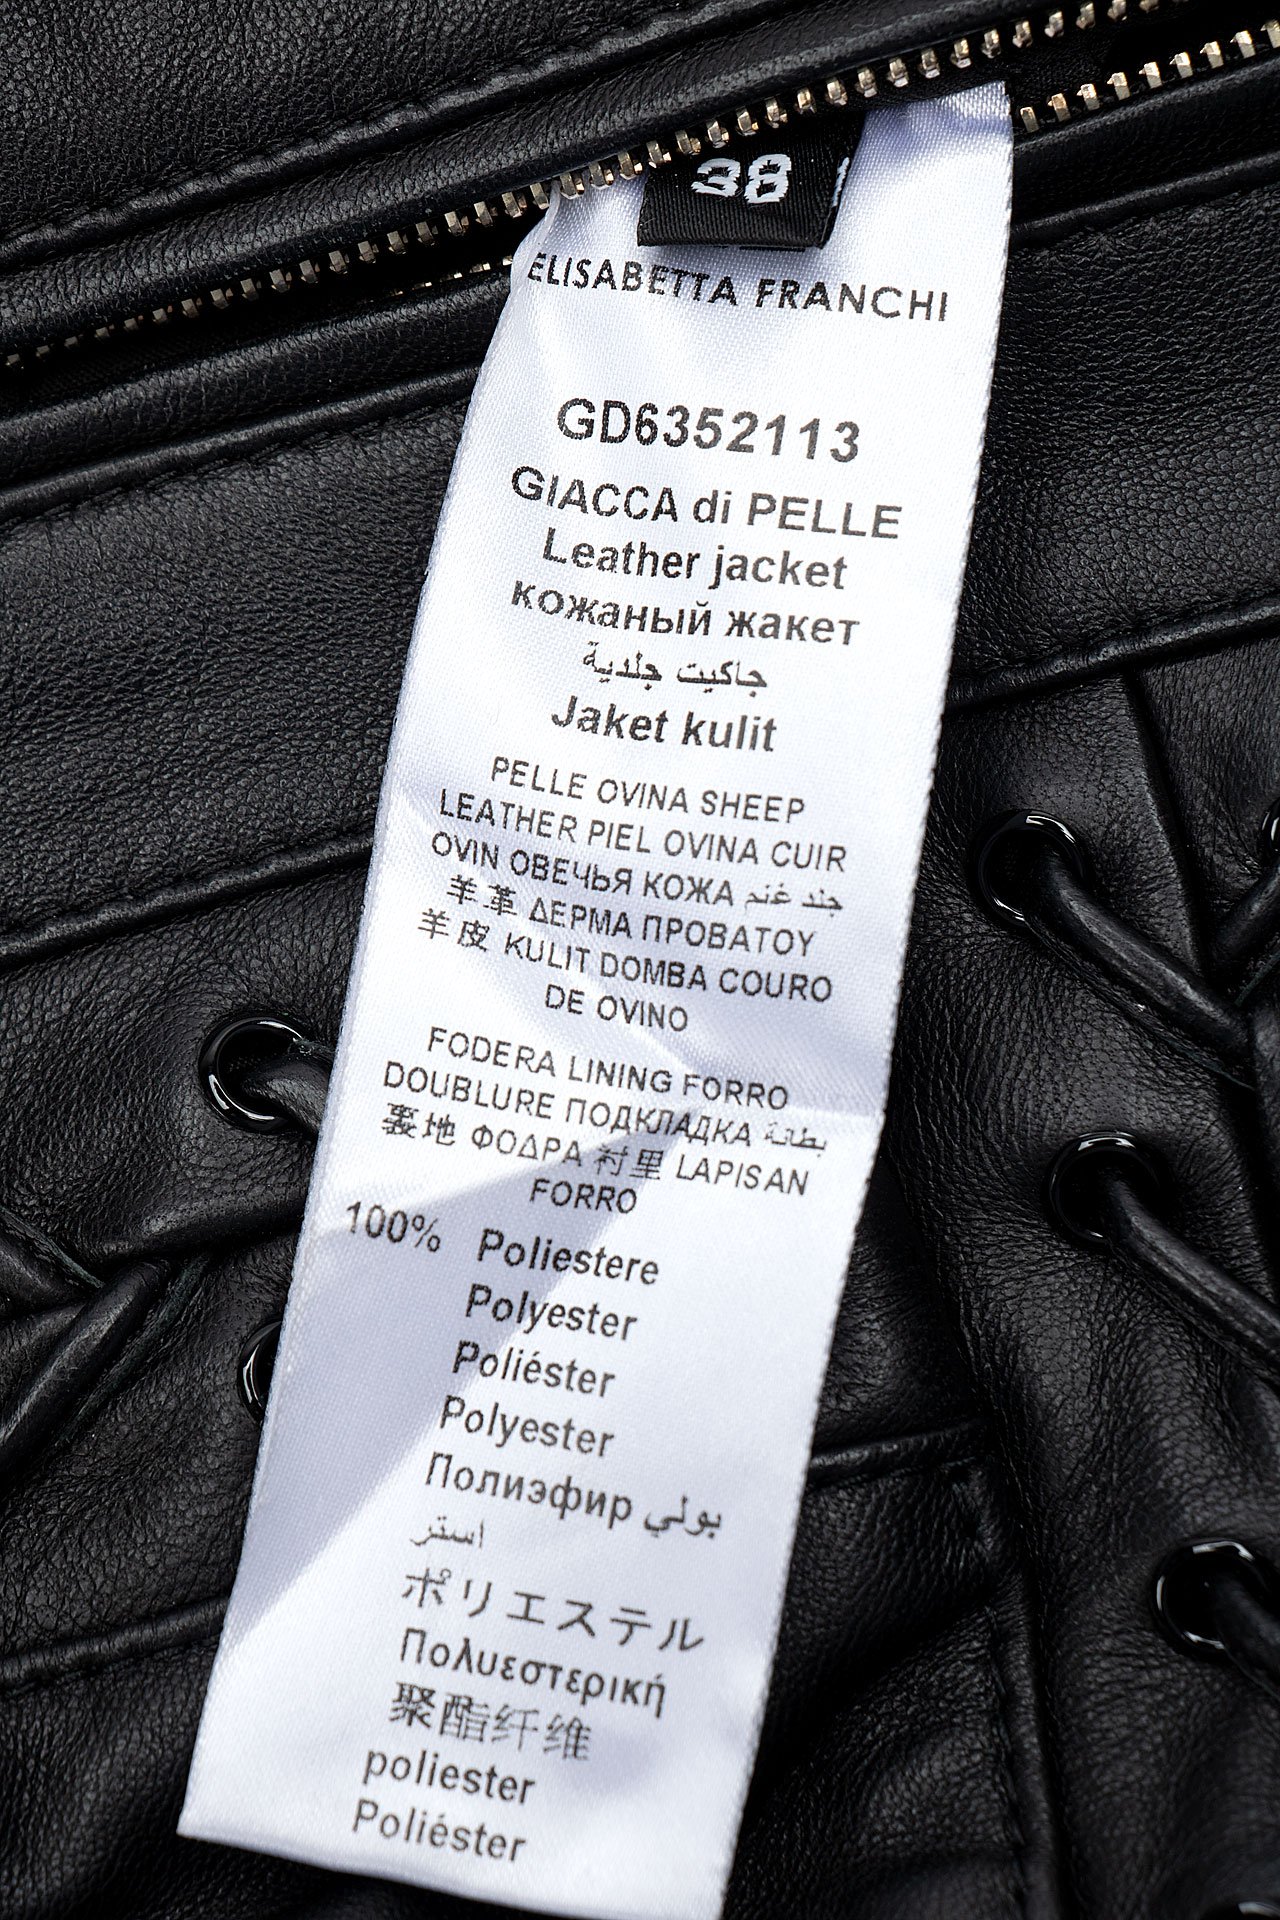 38
ELISABETTA FRANCHI
GD6352113
GIACCA di PELLE
Leather jacket
кожаный жакет
جاكيت جلدية
Jaket kulit
PELLE OVINA SHEEP
LEATHER PIEL OVINA CUIR
OVIN ОВЕЧЬЯ КОЖА جلد غنم
羊革 ΔΕΡΜΑ ΠΡΟΒΑΤΟΥ
羊皮 KULIT DOMBA COURO
DE OVINO
FODERA LINING FORRO
DOUBLURE ПОДКЛАДКА بطانة
裏地 ΦΟΔΡΑ 衬里 LAPISAN
FORRO
100% Poliestere
Polyester
Poliéster
Polyester
Полиэфир بولي
استر
ポリエステル
Πολυεστερική
聚酯纤维
poliester
Poliéster